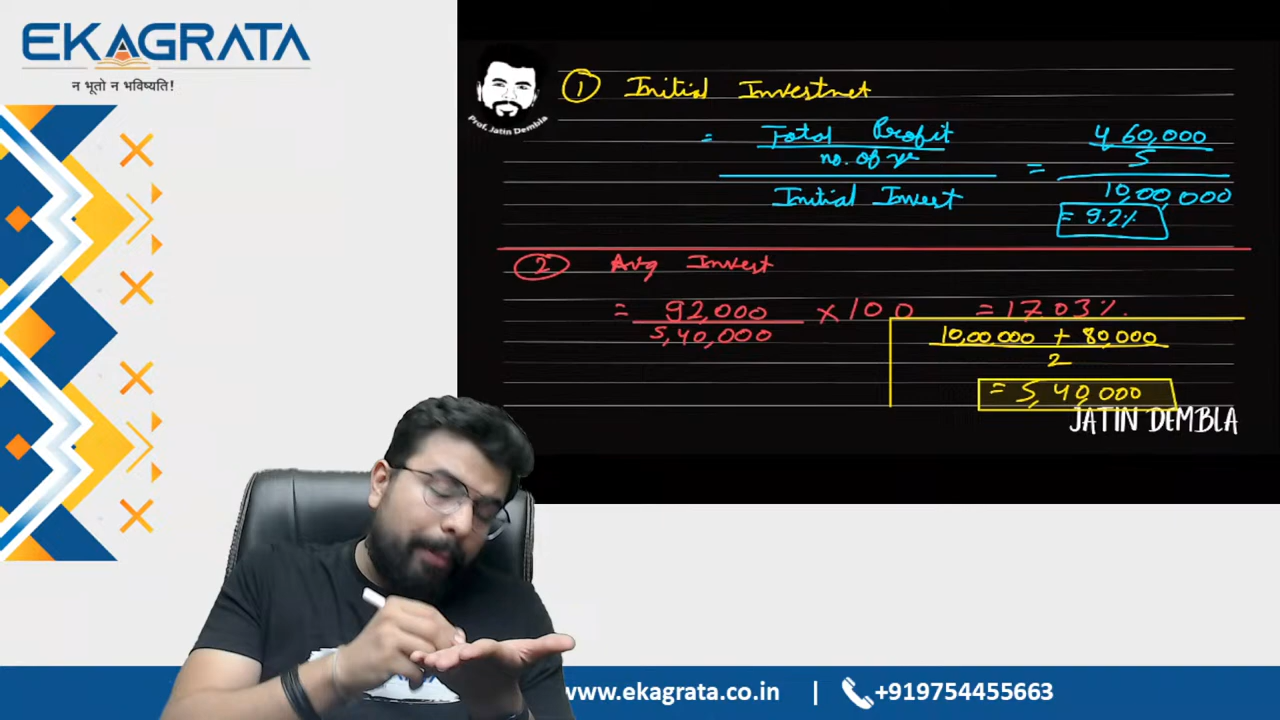 EKAGRATA
न भूतो न भविष्यति!
Prof. Jatin Dembla
① Initial Investnet
= Total Profit / no. of yr / Initial Invest = 4,60,000 / 5 / 10,00,000
= 9.2%
② Avg Invest
= 92,000 / 5,40,000 × 100 = 17.03%.
10,00,000 + 80,000 / 2
= 5,40,000
JATIN DEMBLA
www.ekagrata.co.in | +919754455663